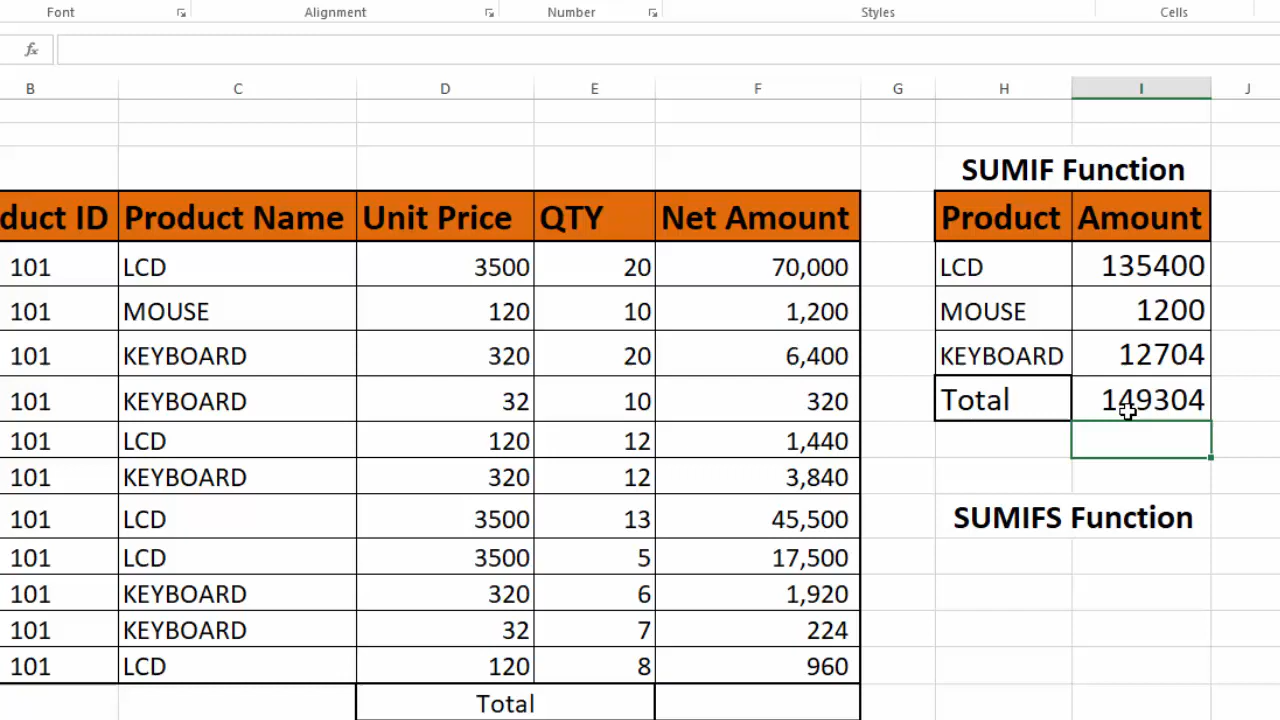 Font Alignment Number Styles Cells
fx
B C D E F G H I J
SUMIF Function
duct ID Product Name Unit Price QTY Net Amount Product Amount
101 LCD 3500 20 70,000 LCD 135400
101 MOUSE 120 10 1,200 MOUSE 1200
101 KEYBOARD 320 20 6,400 KEYBOARD 12704
101 KEYBOARD 32 10 320 Total 149304
101 LCD 120 12 1,440
101 KEYBOARD 320 12 3,840
101 LCD 3500 13 45,500 SUMIFS Function
101 LCD 3500 5 17,500
101 KEYBOARD 320 6 1,920
101 KEYBOARD 32 7 224
101 LCD 120 8 960
Total